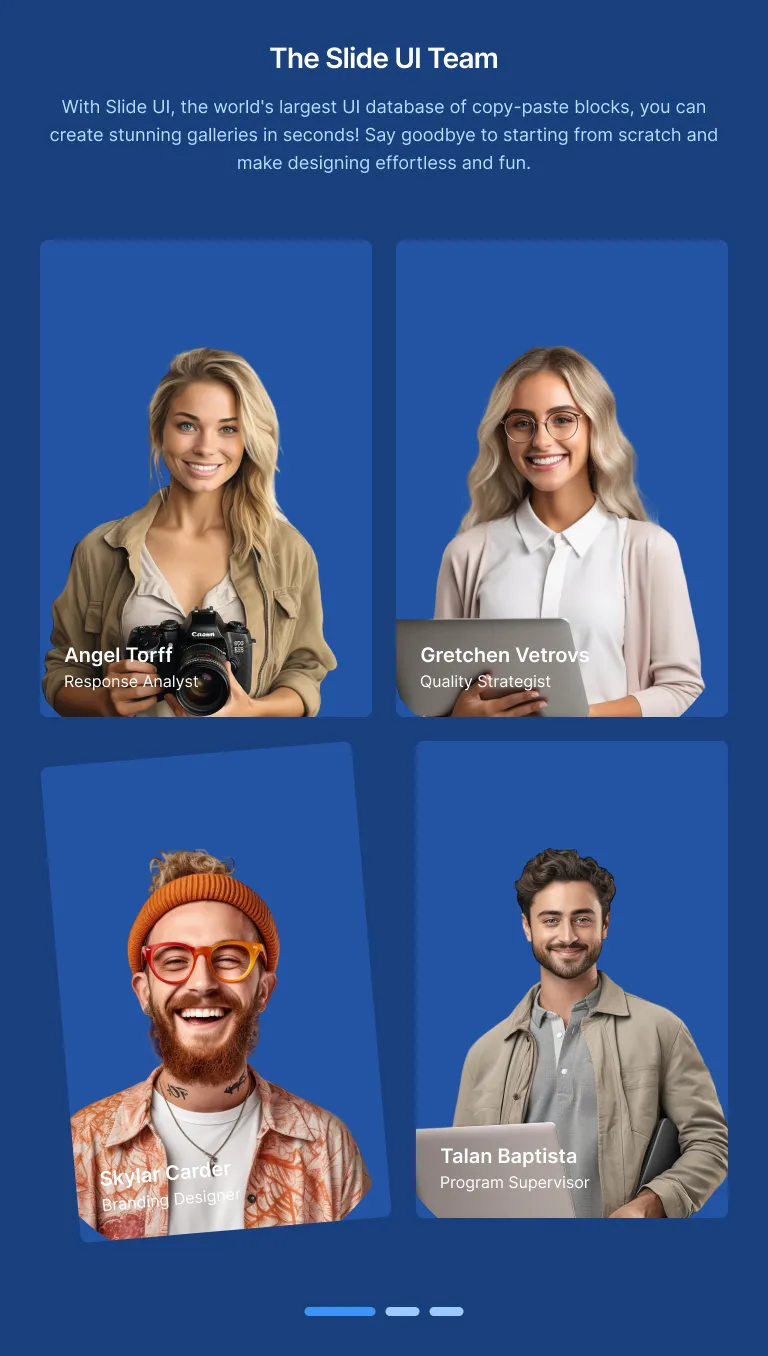 The Slide UI Team
With Slide UI, the world's largest UI database of copy-paste blocks, you can
create stunning galleries in seconds! Say goodbye to starting from scratch and
make designing effortless and fun.
Canon
EOS
Angel Torff
Response Analyst
Gretchen Vetrovs
Quality Strategist
Skylar Carder
Branding Designer
Talan Baptista
Program Supervisor